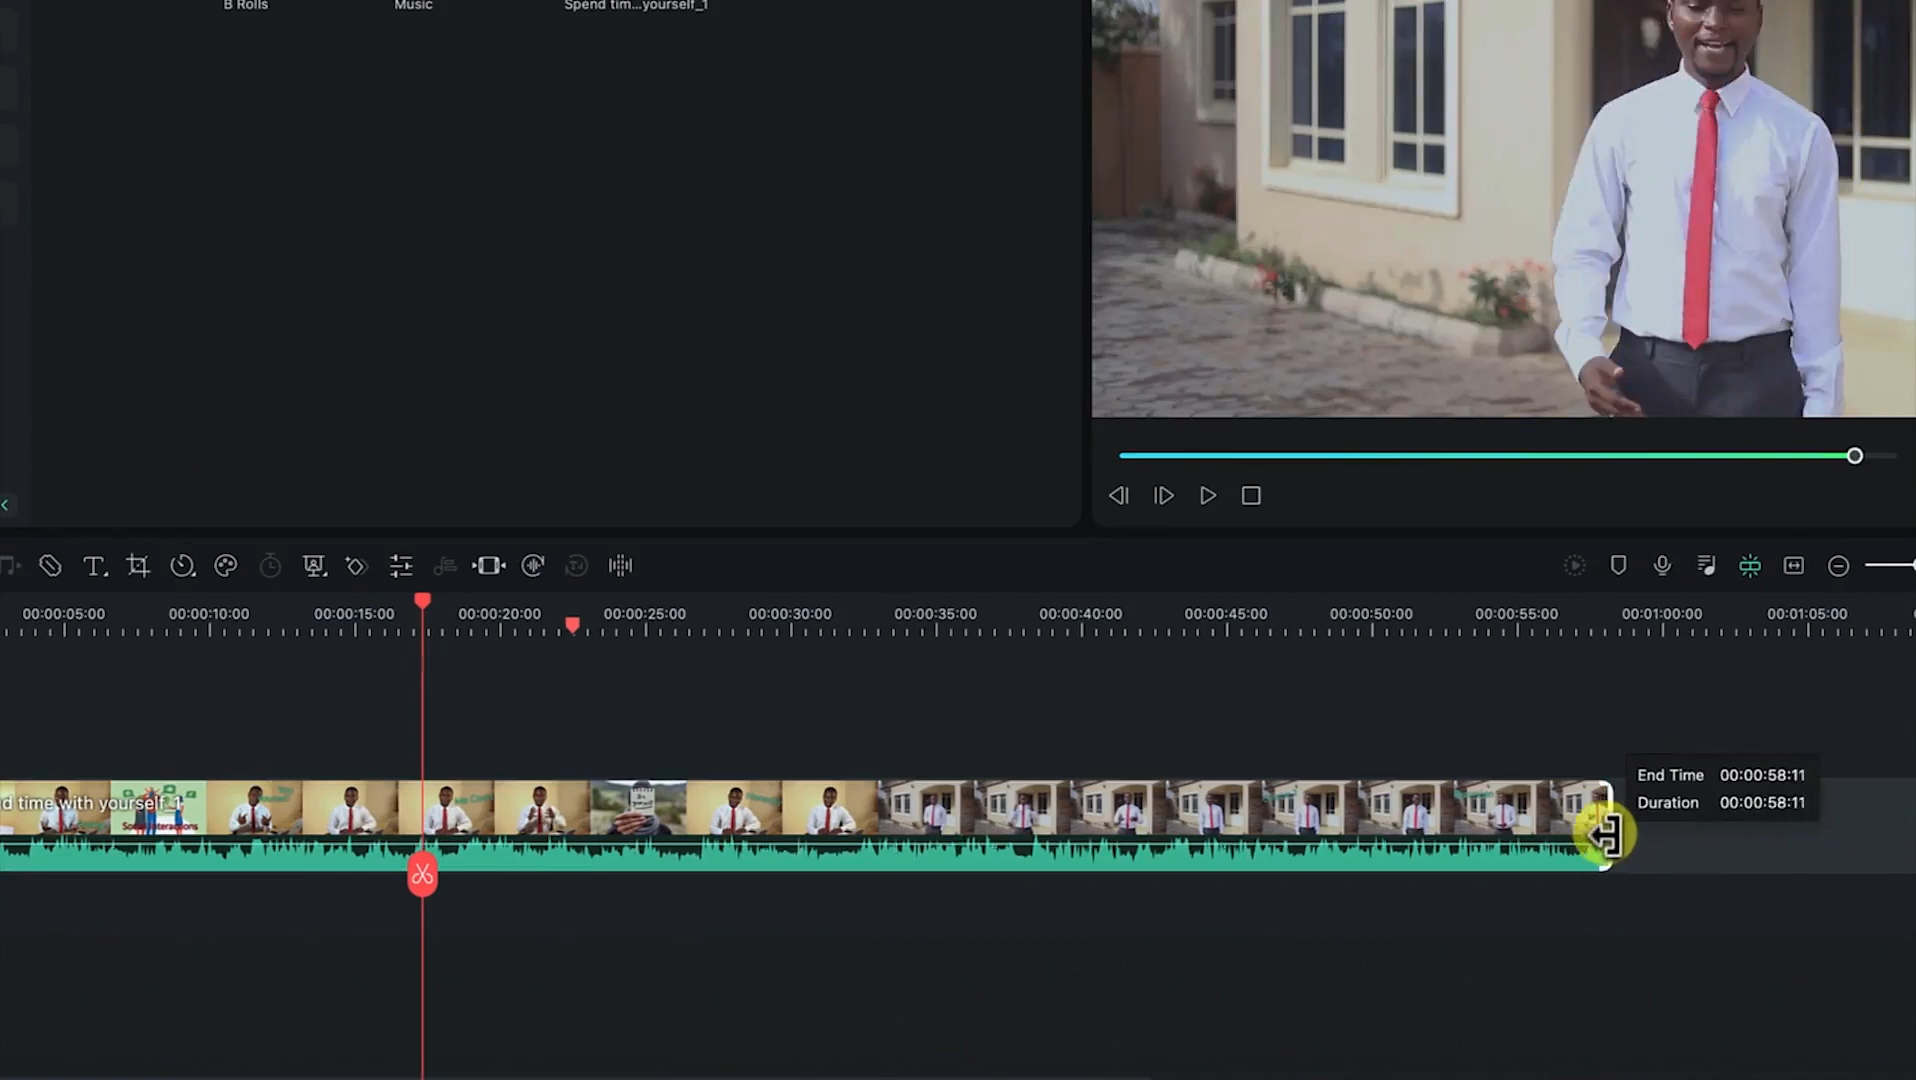 B Rolls
Music
Spend tim...yourself_1
00:00:05:00
00:00:10:00
00:00:15:00
00:00:20:00
00:00:25:00
00:00:30:00
00:00:35:00
00:00:40:00
00:00:45:00
00:00:50:00
00:00:55:00
00:01:00:00
00:01:05:00
d time with yourself_1
End Time 00:00:58:11
Duration 00:00:58:11